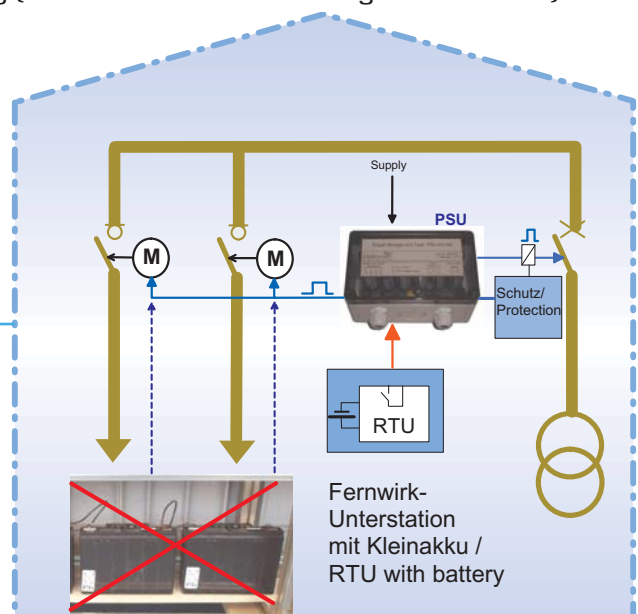 Supply
PSU
M
M
Schutz/
Protection
RTU
Fernwirk-
Unterstation
mit Kleinakku /
RTU with battery